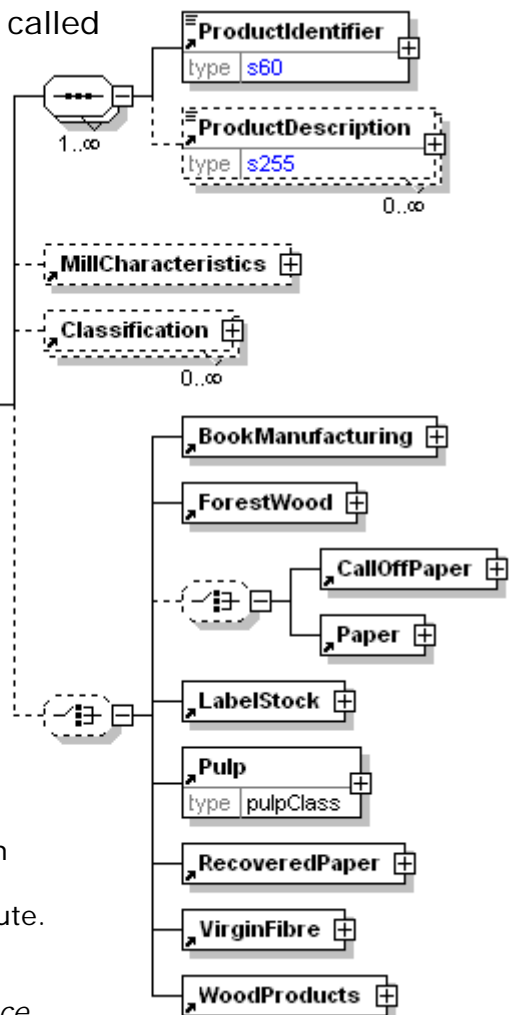 called
ProductIdentifier
type s60
1..∞
ProductDescription
type s255
0..∞
MillCharacteristics
Classification
0..∞
BookManufacturing
ForestWood
CallOffPaper
Paper
LabelStock
Pulp
type pulpClass
RecoveredPaper
ute.
VirginFibre
WoodProducts